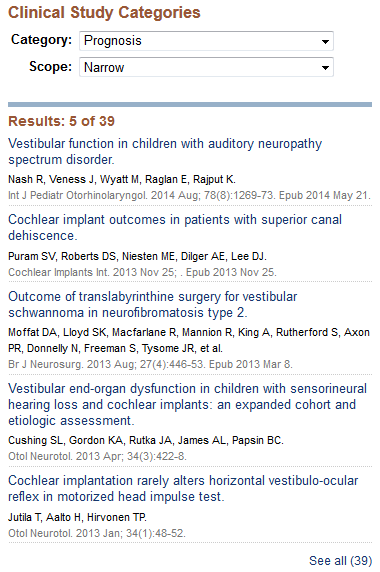 Clinical Study Categories
Category: Prognosis
Scope: Narrow
Results: 5 of 39
Vestibular function in children with auditory neuropathy
spectrum disorder.
Nash R, Veness J, Wyatt M, Raglan E, Rajput K.
Int J Pediatr Otorhinolaryngol. 2014 Aug; 78(8):1269-73. Epub 2014 May 21.
Cochlear implant outcomes in patients with superior canal
dehiscence.
Puram SV, Roberts DS, Niesten ME, Dilger AE, Lee DJ.
Cochlear Implants Int. 2013 Nov 25; . Epub 2013 Nov 25.
Outcome of translabyrinthine surgery for vestibular
schwannoma in neurofibromatosis type 2.
Moffat DA, Lloyd SK, Macfarlane R, Mannion R, King A, Rutherford S, Axon
PR, Donnelly N, Freeman S, Tysome JR, et al.
Br J Neurosurg. 2013 Aug; 27(4):446-53. Epub 2013 Mar 8.
Vestibular end-organ dysfunction in children with sensorineural
hearing loss and cochlear implants: an expanded cohort and
etiologic assessment.
Cushing SL, Gordon KA, Rutka JA, James AL, Papsin BC.
Otol Neurotol. 2013 Apr; 34(3):422-8.
Cochlear implantation rarely alters horizontal vestibulo-ocular
reflex in motorized head impulse test.
Jutila T, Aalto H, Hirvonen TP.
Otol Neurotol. 2013 Jan; 34(1):48-52.
See all (39)